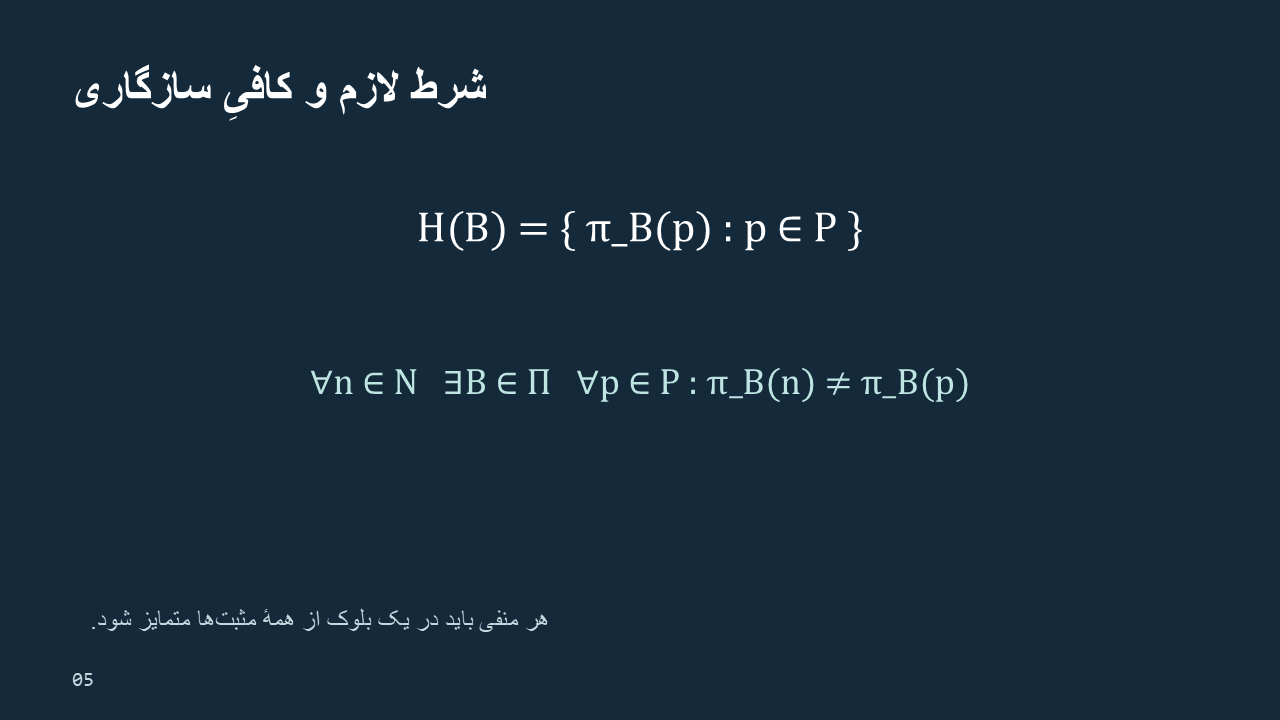 شرط لازم و کافیِ سازگاری
H(B) = { π_B(p) : p ∈ P }
∀n ∈ N ∃B ∈ Π ∀p ∈ P : π_B(n) ≠ π_B(p)
هر منفی باید در یک بلوک از همهٔ مثبت‌ها متمایز شود.
05